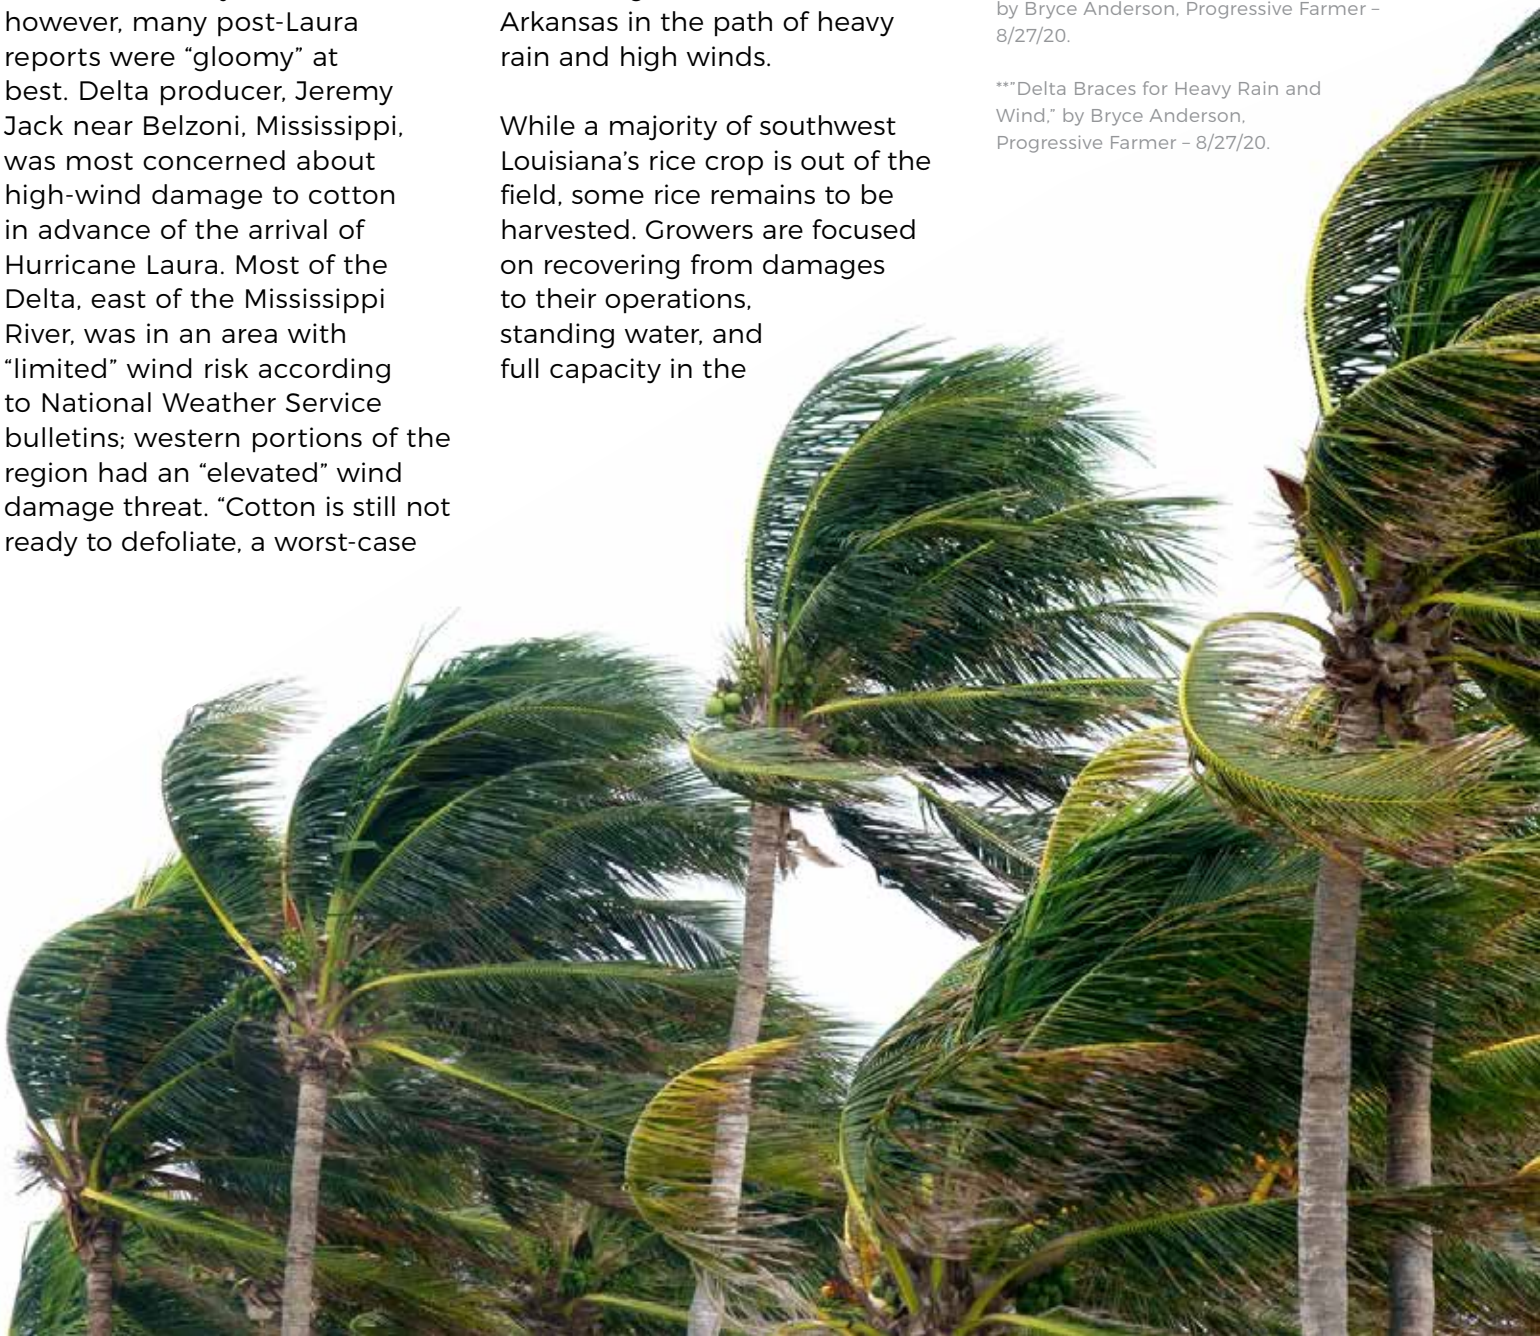 however, many post-Laura
reports were “gloomy” at
best. Delta producer, Jeremy
Jack near Belzoni, Mississippi,
was most concerned about
high-wind damage to cotton
in advance of the arrival of
Hurricane Laura. Most of the
Delta, east of the Mississippi
River, was in an area with
“limited” wind risk according
to National Weather Service
bulletins; western portions of the
region had an “elevated” wind
damage threat. “Cotton is still not
ready to defoliate, a worst-case
Arkansas in the path of heavy
rain and high winds.
While a majority of southwest
Louisiana’s rice crop is out of the
field, some rice remains to be
harvested. Growers are focused
on recovering from damages
to their operations,
standing water, and
full capacity in the
by Bryce Anderson, Progressive Farmer –
8/27/20.
**”Delta Braces for Heavy Rain and
Wind,” by Bryce Anderson,
Progressive Farmer – 8/27/20.